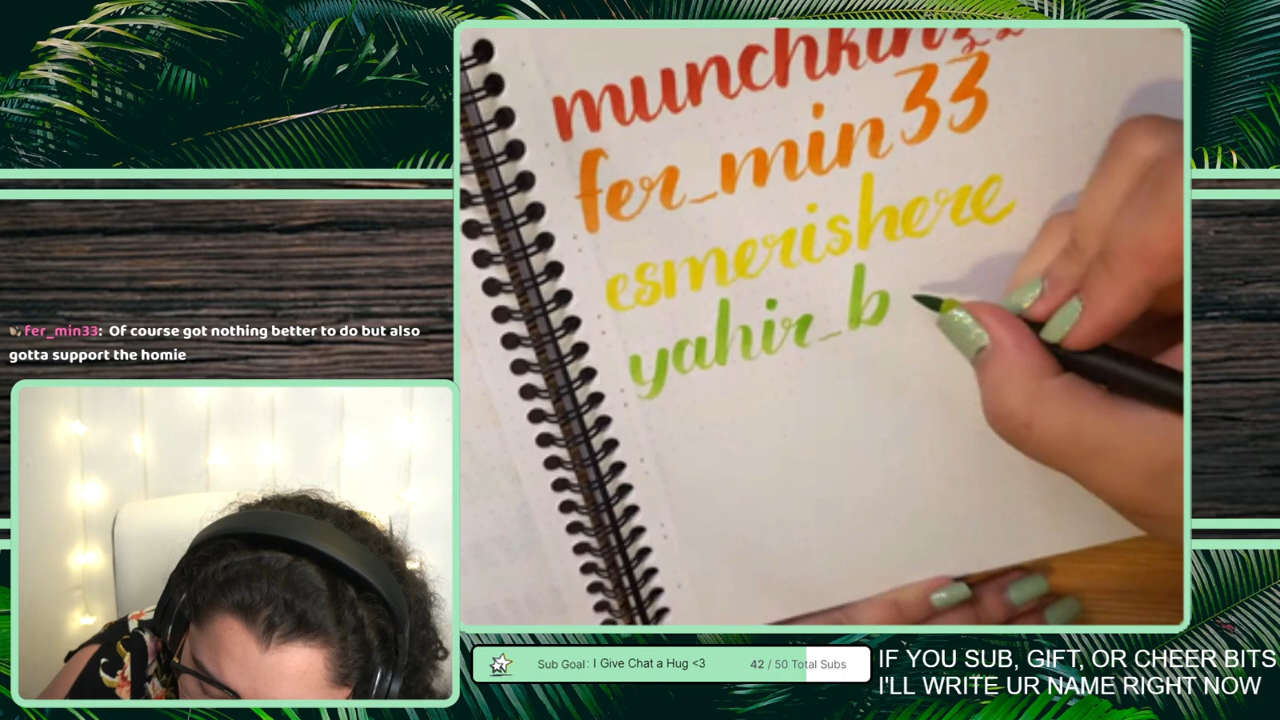 munchkin
fer_min33
esmerishere
yahir_b
fer_min33: Of course got nothing better to do but also
gotta support the homie
Sub Goal: I Give Chat a Hug <3 42 / 50 Total Subs
IF YOU SUB, GIFT, OR CHEER BITS
I'LL WRITE UR NAME RIGHT NOW